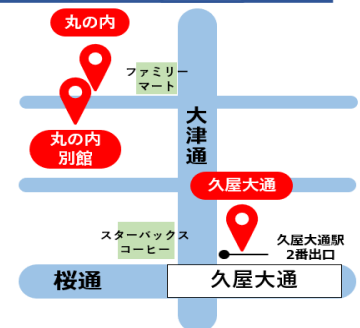 丸の内
ファミリー
マート
丸の内
別館
大津通
久屋大通
スターバックス
コーヒー
久屋大通駅
2番出口
桜通
久屋大通